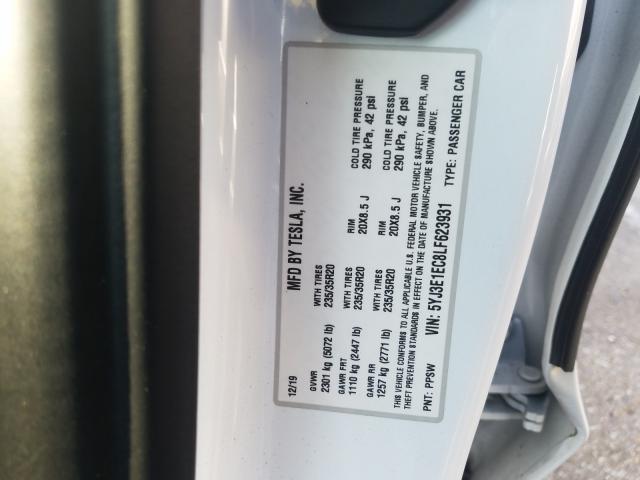 MFD BY TESLA, INC.
12/19
GVWR WITH TIRES RIM COLD TIRE PRESSURE
2301 kg (5072 lb) 235/35R20 20X8.5 J 290 kPa, 42 psi
GAWR FRT WITH TIRES
1110 kg (2447 lb) 235/35R20
GAWR RR WITH TIRES RIM COLD TIRE PRESSURE
1257 kg (2771 lb) 235/35R20 20X8.5 J 290 kPa, 42 psi
THIS VEHICLE CONFORMS TO ALL APPLICABLE U.S. FEDERAL MOTOR VEHICLE SAFETY, BUMPER, AND
THEFT PREVENTION STANDARDS IN EFFECT ON THE DATE OF MANUFACTURE SHOWN ABOVE.
PNT: PPSW VIN: 5YJ3E1EC8LF623931 TYPE: PASSENGER CAR